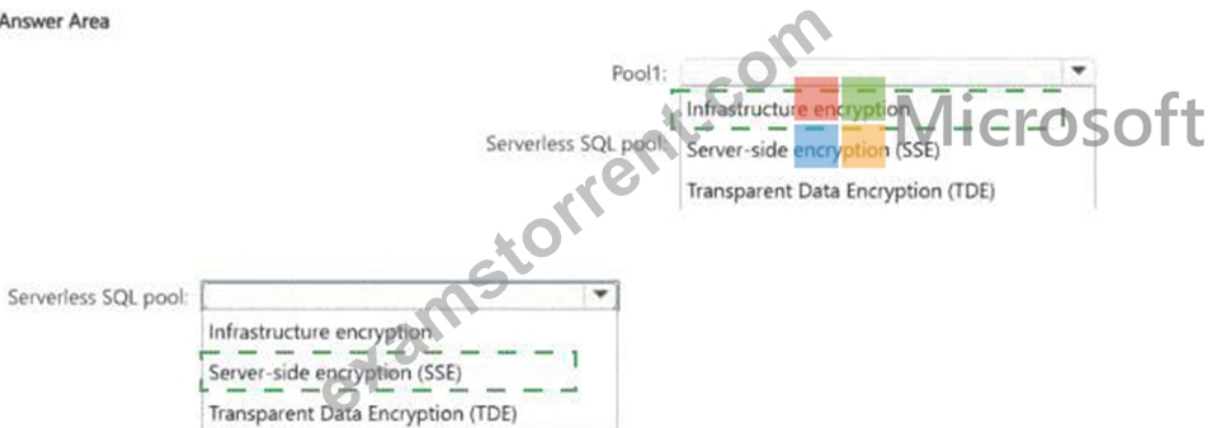 Answer Area
Pool1:
Infrastructure encryption
Microsoft
Serverless SQL pool:
Server-side encryption (SSE)
Transparent Data Encryption (TDE)
Serverless SQL pool:
Infrastructure encryption
Server-side encryption (SSE)
Transparent Data Encryption (TDE)
examstorrent.com